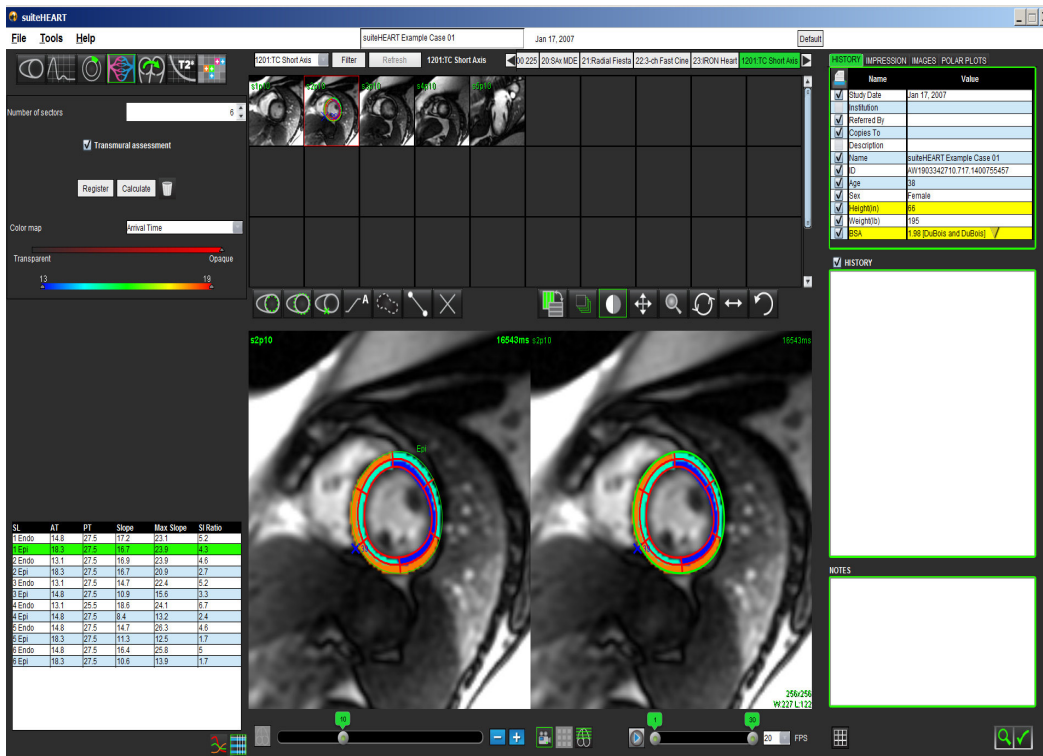 suiteHEART
File Tools Help
suiteHEART Example Case 01
Jan 17, 2007
Default
T2*
1201:TC Short Axis
Filter
Refresh
1201:TC Short Axis
00 225
20:SAx MDE
21:Radial Fiesta
22:3-ch Fast Cine
23:IRON Heart
1201:TC Short Axis
HISTORY IMPRESSION IMAGES POLAR PLOTS
s1p10
s2p10
s3p10
s4p10
s5p10
Number of sectors 6
Transmural assessment
Register Calculate
Color map Arrival Time
Transparent Opaque
13 19
Name Value
Study Date Jan 17, 2007
Institution
Referred By
Copies To
Description
Name suiteHEART Example Case 01
ID AW1903342710.717.1400755457
Age 38
Sex Female
Height(in) 66
Weight(lb) 195
BSA 1.98 [DuBois and DuBois]
HISTORY
A
s2p10
16543ms
s2p10
16543ms
Epi
SL AT PT Slope Max Slope SI Ratio
1 Endo 14.8 27.5 17.2 23.1 5.2
1 Epi 18.3 27.5 16.7 23.9 4.3
2 Endo 13.1 27.5 16.9 23.9 4.6
2 Epi 18.3 27.5 16.7 20.9 2.7
3 Endo 13.1 27.5 14.7 22.4 5.2
3 Epi 14.8 27.5 10.9 15.6 3.3
4 Endo 13.1 25.5 18.6 24.1 6.7
4 Epi 14.8 27.5 8.4 13.2 2.4
5 Endo 14.8 27.5 14.7 26.3 4.6
5 Epi 18.3 27.5 11.3 12.5 1.7
6 Endo 14.8 27.5 16.4 25.8 5
6 Epi 18.3 27.5 10.6 13.9 1.7
NOTES
256x256
W:227 L:122
10
1
30
20 FPS